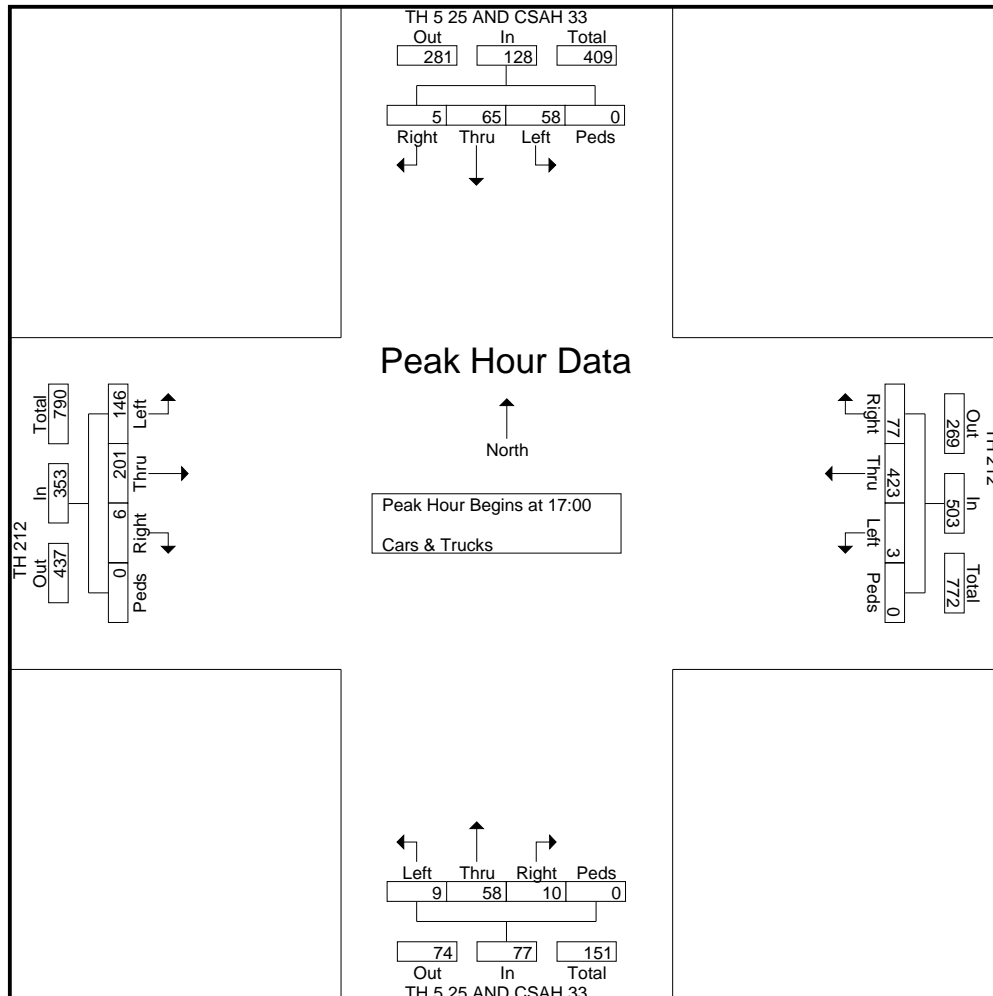 TH 5 25 AND CSAH 33
Out In Total
281 128 409
5 65 58 0
Right Thru Left Peds
Peak Hour Data
North
Peak Hour Begins at 17:00
Cars & Trucks
TH 212
Out In Total
437 353 790
146 201 6 0
Left Thru Right Peds
TH 212
Out In Total
269 503 772
77 423 3 0
Right Thru Left Peds
Left Thru Right Peds
9 58 10 0
74 77 151
Out In Total
TH 5 25 AND CSAH 33